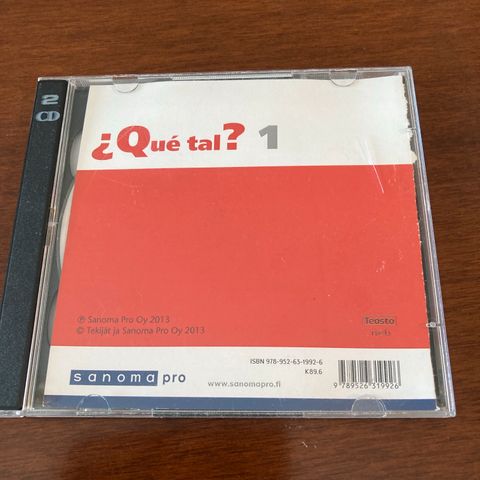 2
CD
¿Qué tal? 1
℗ Sanoma Pro Oy 2013
© Tekijät ja Sanoma Pro Oy 2013
Teosto
ncb
ISBN 978-952-63-1992-6
K89.6
sanoma pro
www.sanomapro.fi
9 789526 319926